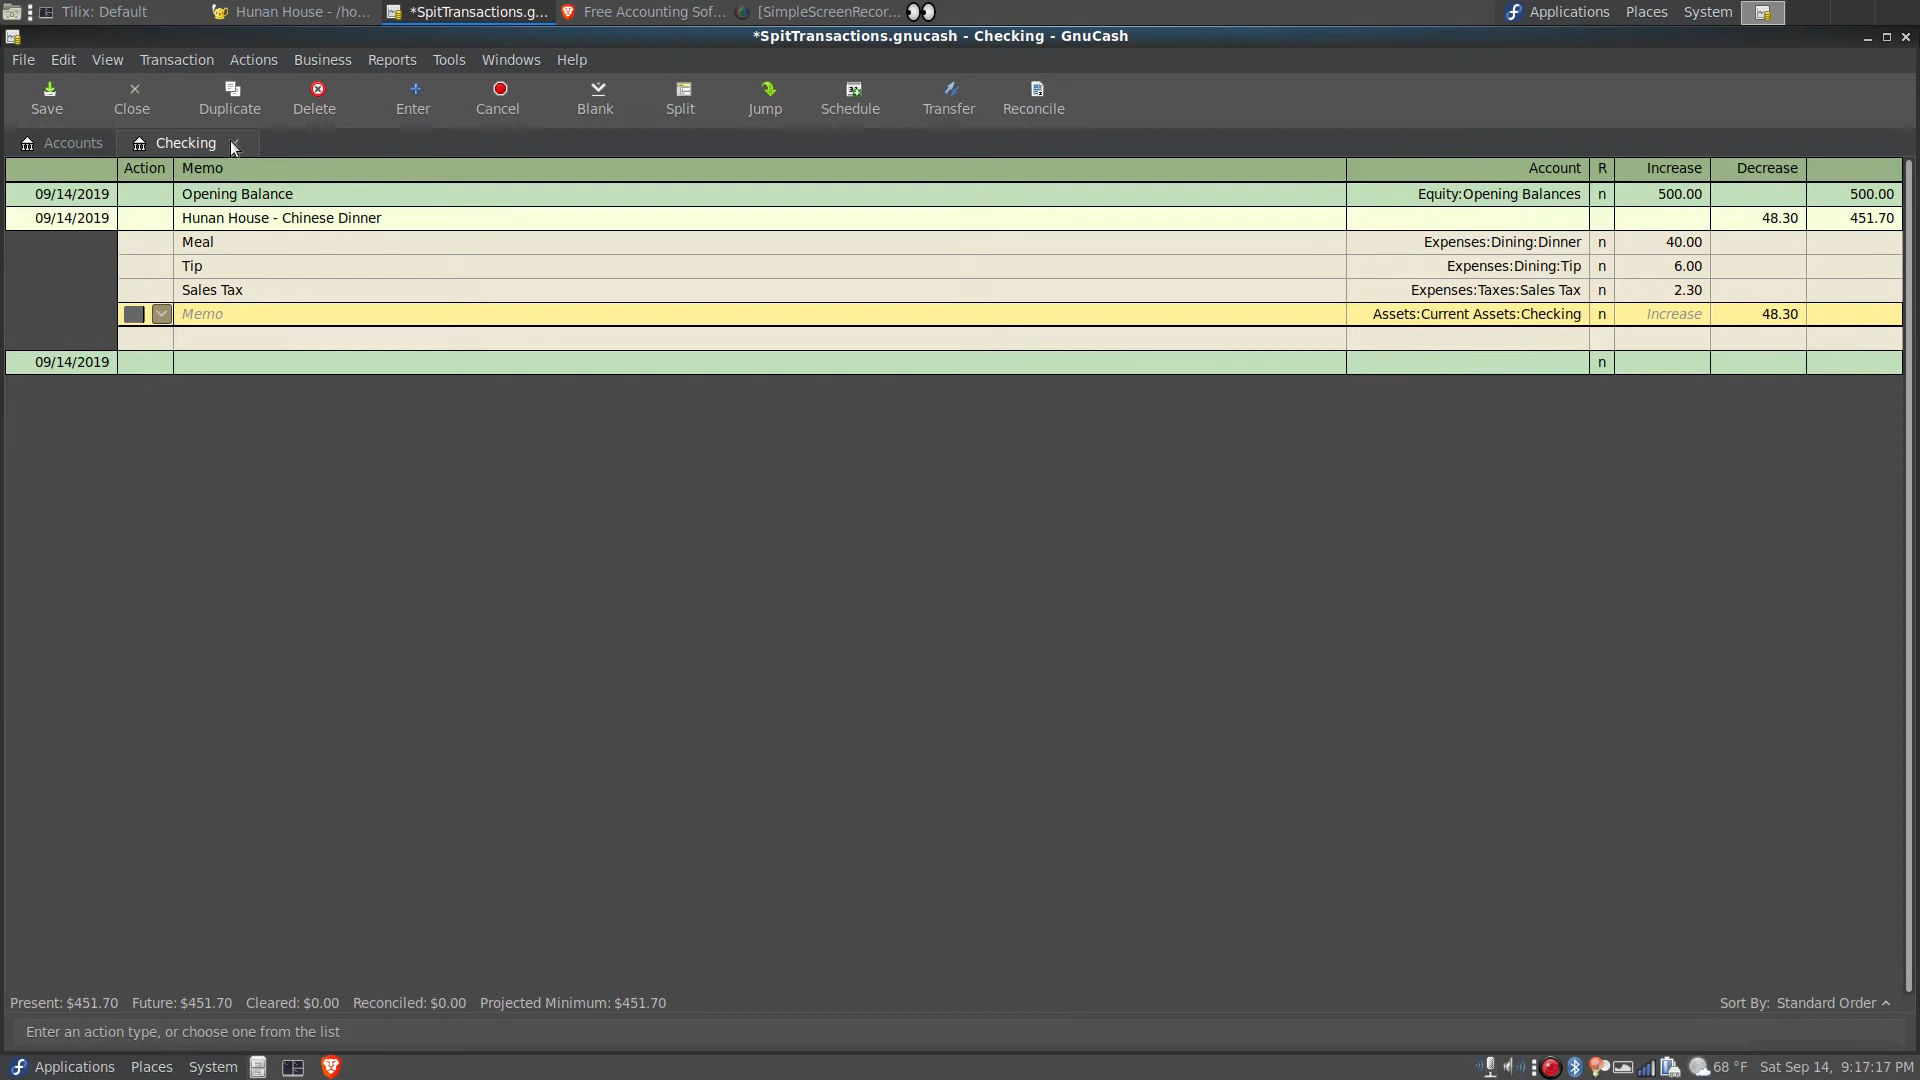 Tilix: Default Hunan House - /ho... *SpitTransactions.g... Free Accounting Sof... [SimpleScreenRecor... Applications Places System
*SpitTransactions.gnucash - Checking - GnuCash
File Edit View Transaction Actions Business Reports Tools Windows Help
Save Close Duplicate Delete Enter Cancel Blank Split Jump Schedule Transfer Reconcile
Accounts Checking
Action Memo Account R Increase Decrease
09/14/2019 Opening Balance Equity:Opening Balances n 500.00 500.00
09/14/2019 Hunan House - Chinese Dinner 48.30 451.70
Meal Expenses:Dining:Dinner n 40.00
Tip Expenses:Dining:Tip n 6.00
Sales Tax Expenses:Taxes:Sales Tax n 2.30
Memo Assets:Current Assets:Checking n Increase 48.30
09/14/2019 n
Present: $451.70 Future: $451.70 Cleared: $0.00 Reconciled: $0.00 Projected Minimum: $451.70 Sort By: Standard Order
Enter an action type, or choose one from the list
Applications Places System 68 °F Sat Sep 14, 9:17:17 PM